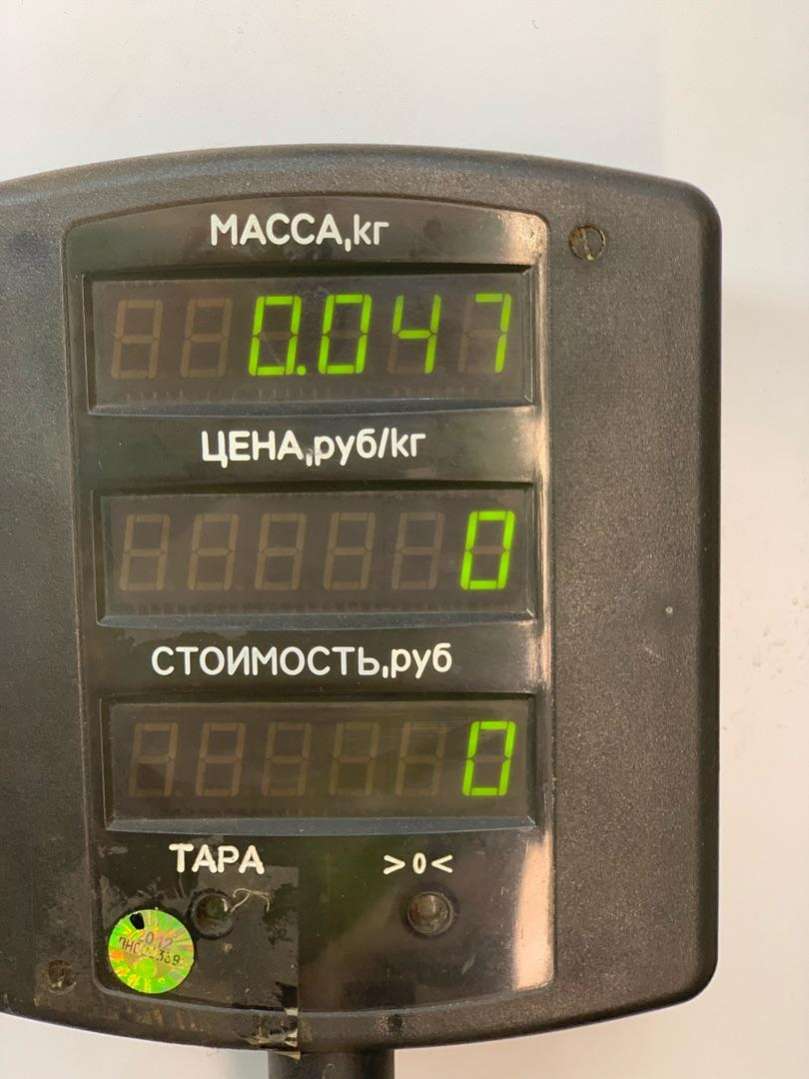 МАССА,кг
0.047
ЦЕНА,руб/кг
0
СТОИМОСТЬ,руб
0
ТАРА >0<